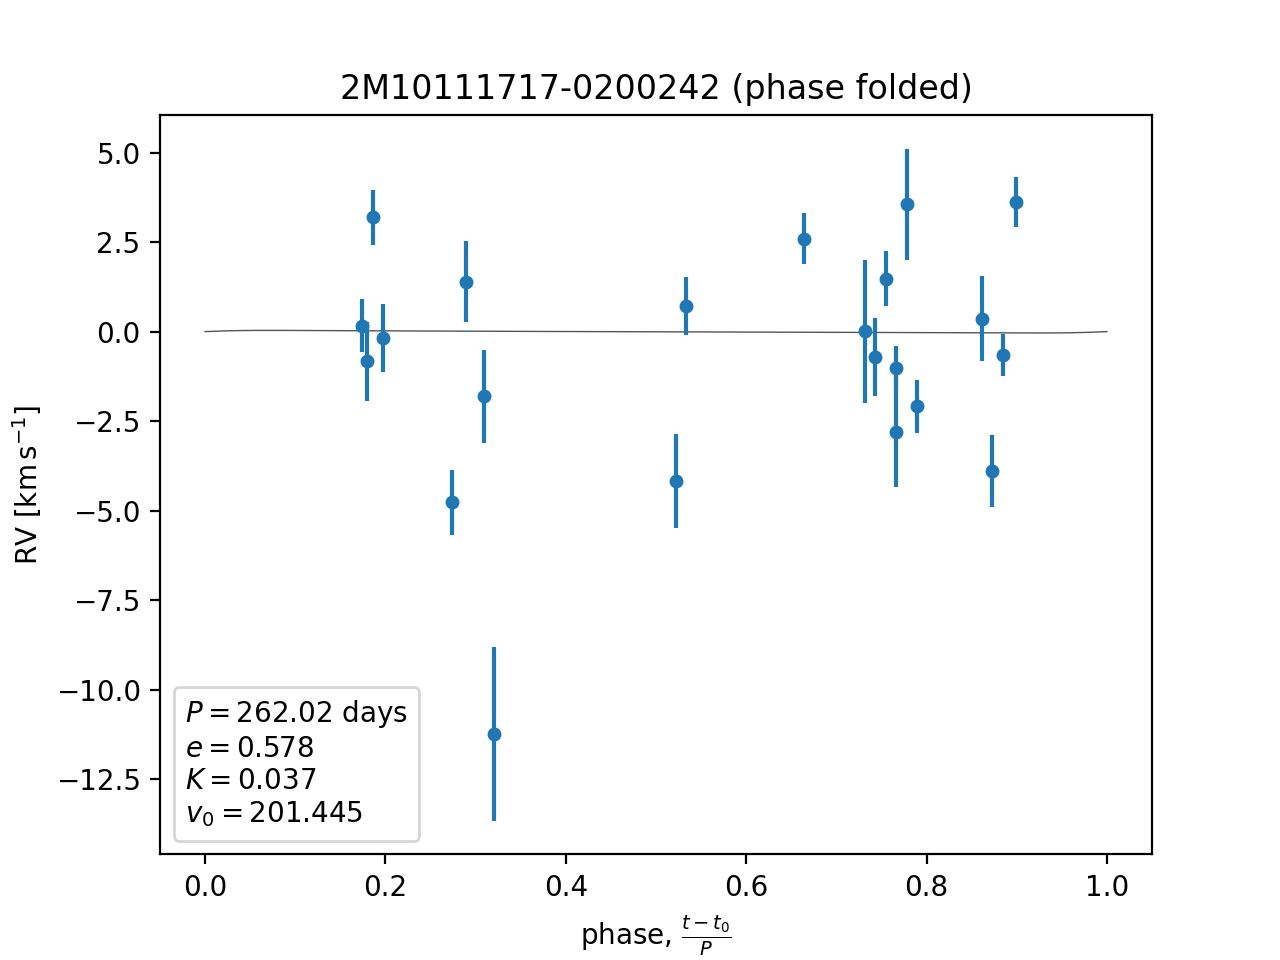 2M10111717-0200242 (phase folded)
RV [km s⁻¹]
5.0
2.5
0.0
−2.5
−5.0
−7.5
−10.0
−12.5
P = 262.02 days
e = 0.578
K = 0.037
v₀ = 201.445
0.0 0.2 0.4 0.6 0.8 1.0
phase, (t − t₀)/P